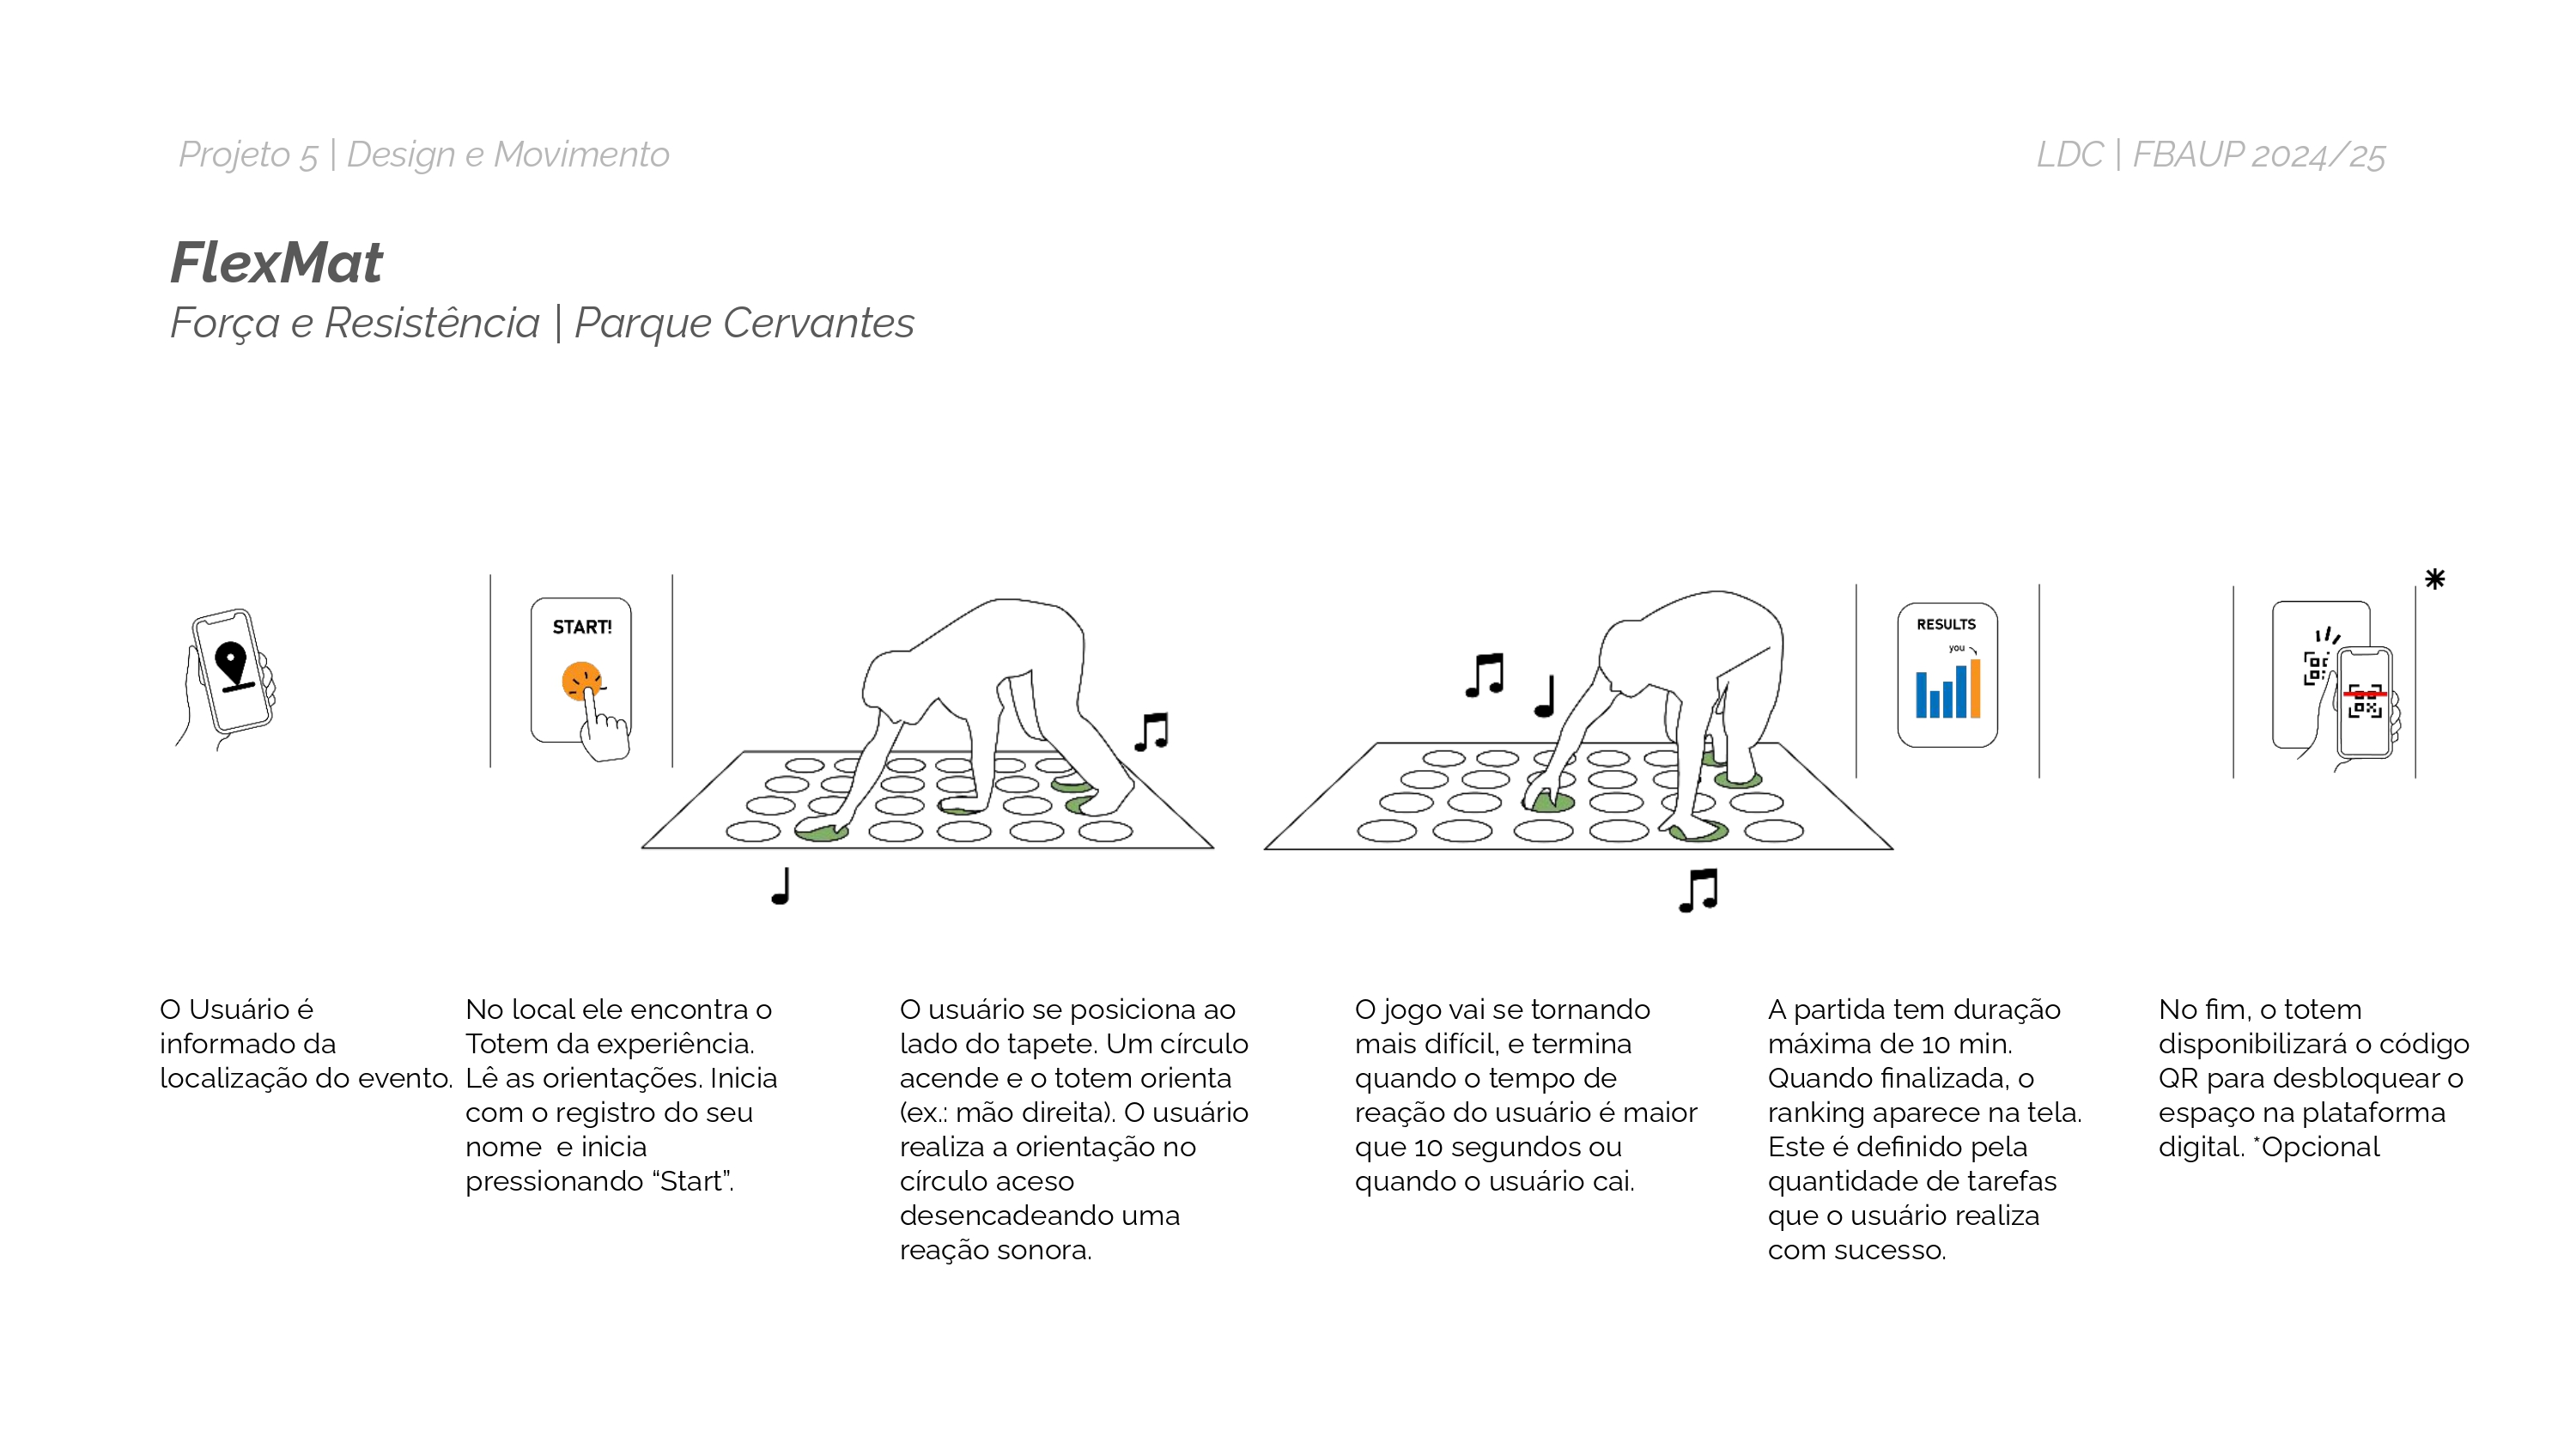 Projeto 5 | Design e Movimento
LDC | FBAUP 2024/25
FlexMat
Força e Resistência | Parque Cervantes
START!
RESULTS
you
O Usuário é
informado da
localização do evento.
No local ele encontra o
Totem da experiência.
Lê as orientações. Inicia
com o registro do seu
nome  e inicia
pressionando “Start”.
O usuário se posiciona ao
lado do tapete. Um círculo
acende e o totem orienta
(ex.: mão direita). O usuário
realiza a orientação no
círculo aceso
desencadeando uma
reação sonora.
O jogo vai se tornando
mais difícil, e termina
quando o tempo de
reação do usuário é maior
que 10 segundos ou
quando o usuário cai.
A partida tem duração
máxima de 10 min.
Quando finalizada, o
ranking aparece na tela.
Este é definido pela
quantidade de tarefas
que o usuário realiza
com sucesso.
No fim, o totem
disponibilizará o código
QR para desbloquear o
espaço na plataforma
digital. *Opcional